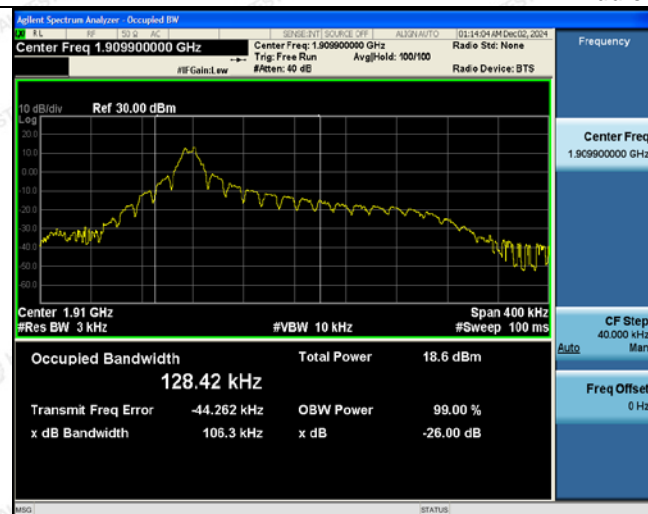 Agilent Spectrum Analyzer - Occupied BW
RL RF 50 Ω AC SENSE:INT SOURCE OFF ALIGN AUTO 01:14:04 AM Dec 02, 2024
Center Freq 1.909900000 GHz
Center Freq: 1.909900000 GHz Radio Std: None
Trig: Free Run Avg|Hold: 100/100
#IFGain:Low #Atten: 40 dB Radio Device: BTS
Frequency
10 dB/div Ref 30.00 dBm
Log
20.0
10.0
0.00
-10.0
-20.0
-30.0
-40.0
-50.0
-60.0
Center Freq
1.909900000 GHz
Center 1.91 GHz Span 400 kHz
#Res BW 3 kHz #VBW 10 kHz #Sweep 100 ms
CF Step
40.000 kHz
Auto Man
Occupied Bandwidth Total Power 18.6 dBm
128.42 kHz
Transmit Freq Error -44.262 kHz OBW Power 99.00 %
x dB Bandwidth 106.3 kHz x dB -26.00 dB
Freq Offset
0 Hz
MSG STATUS